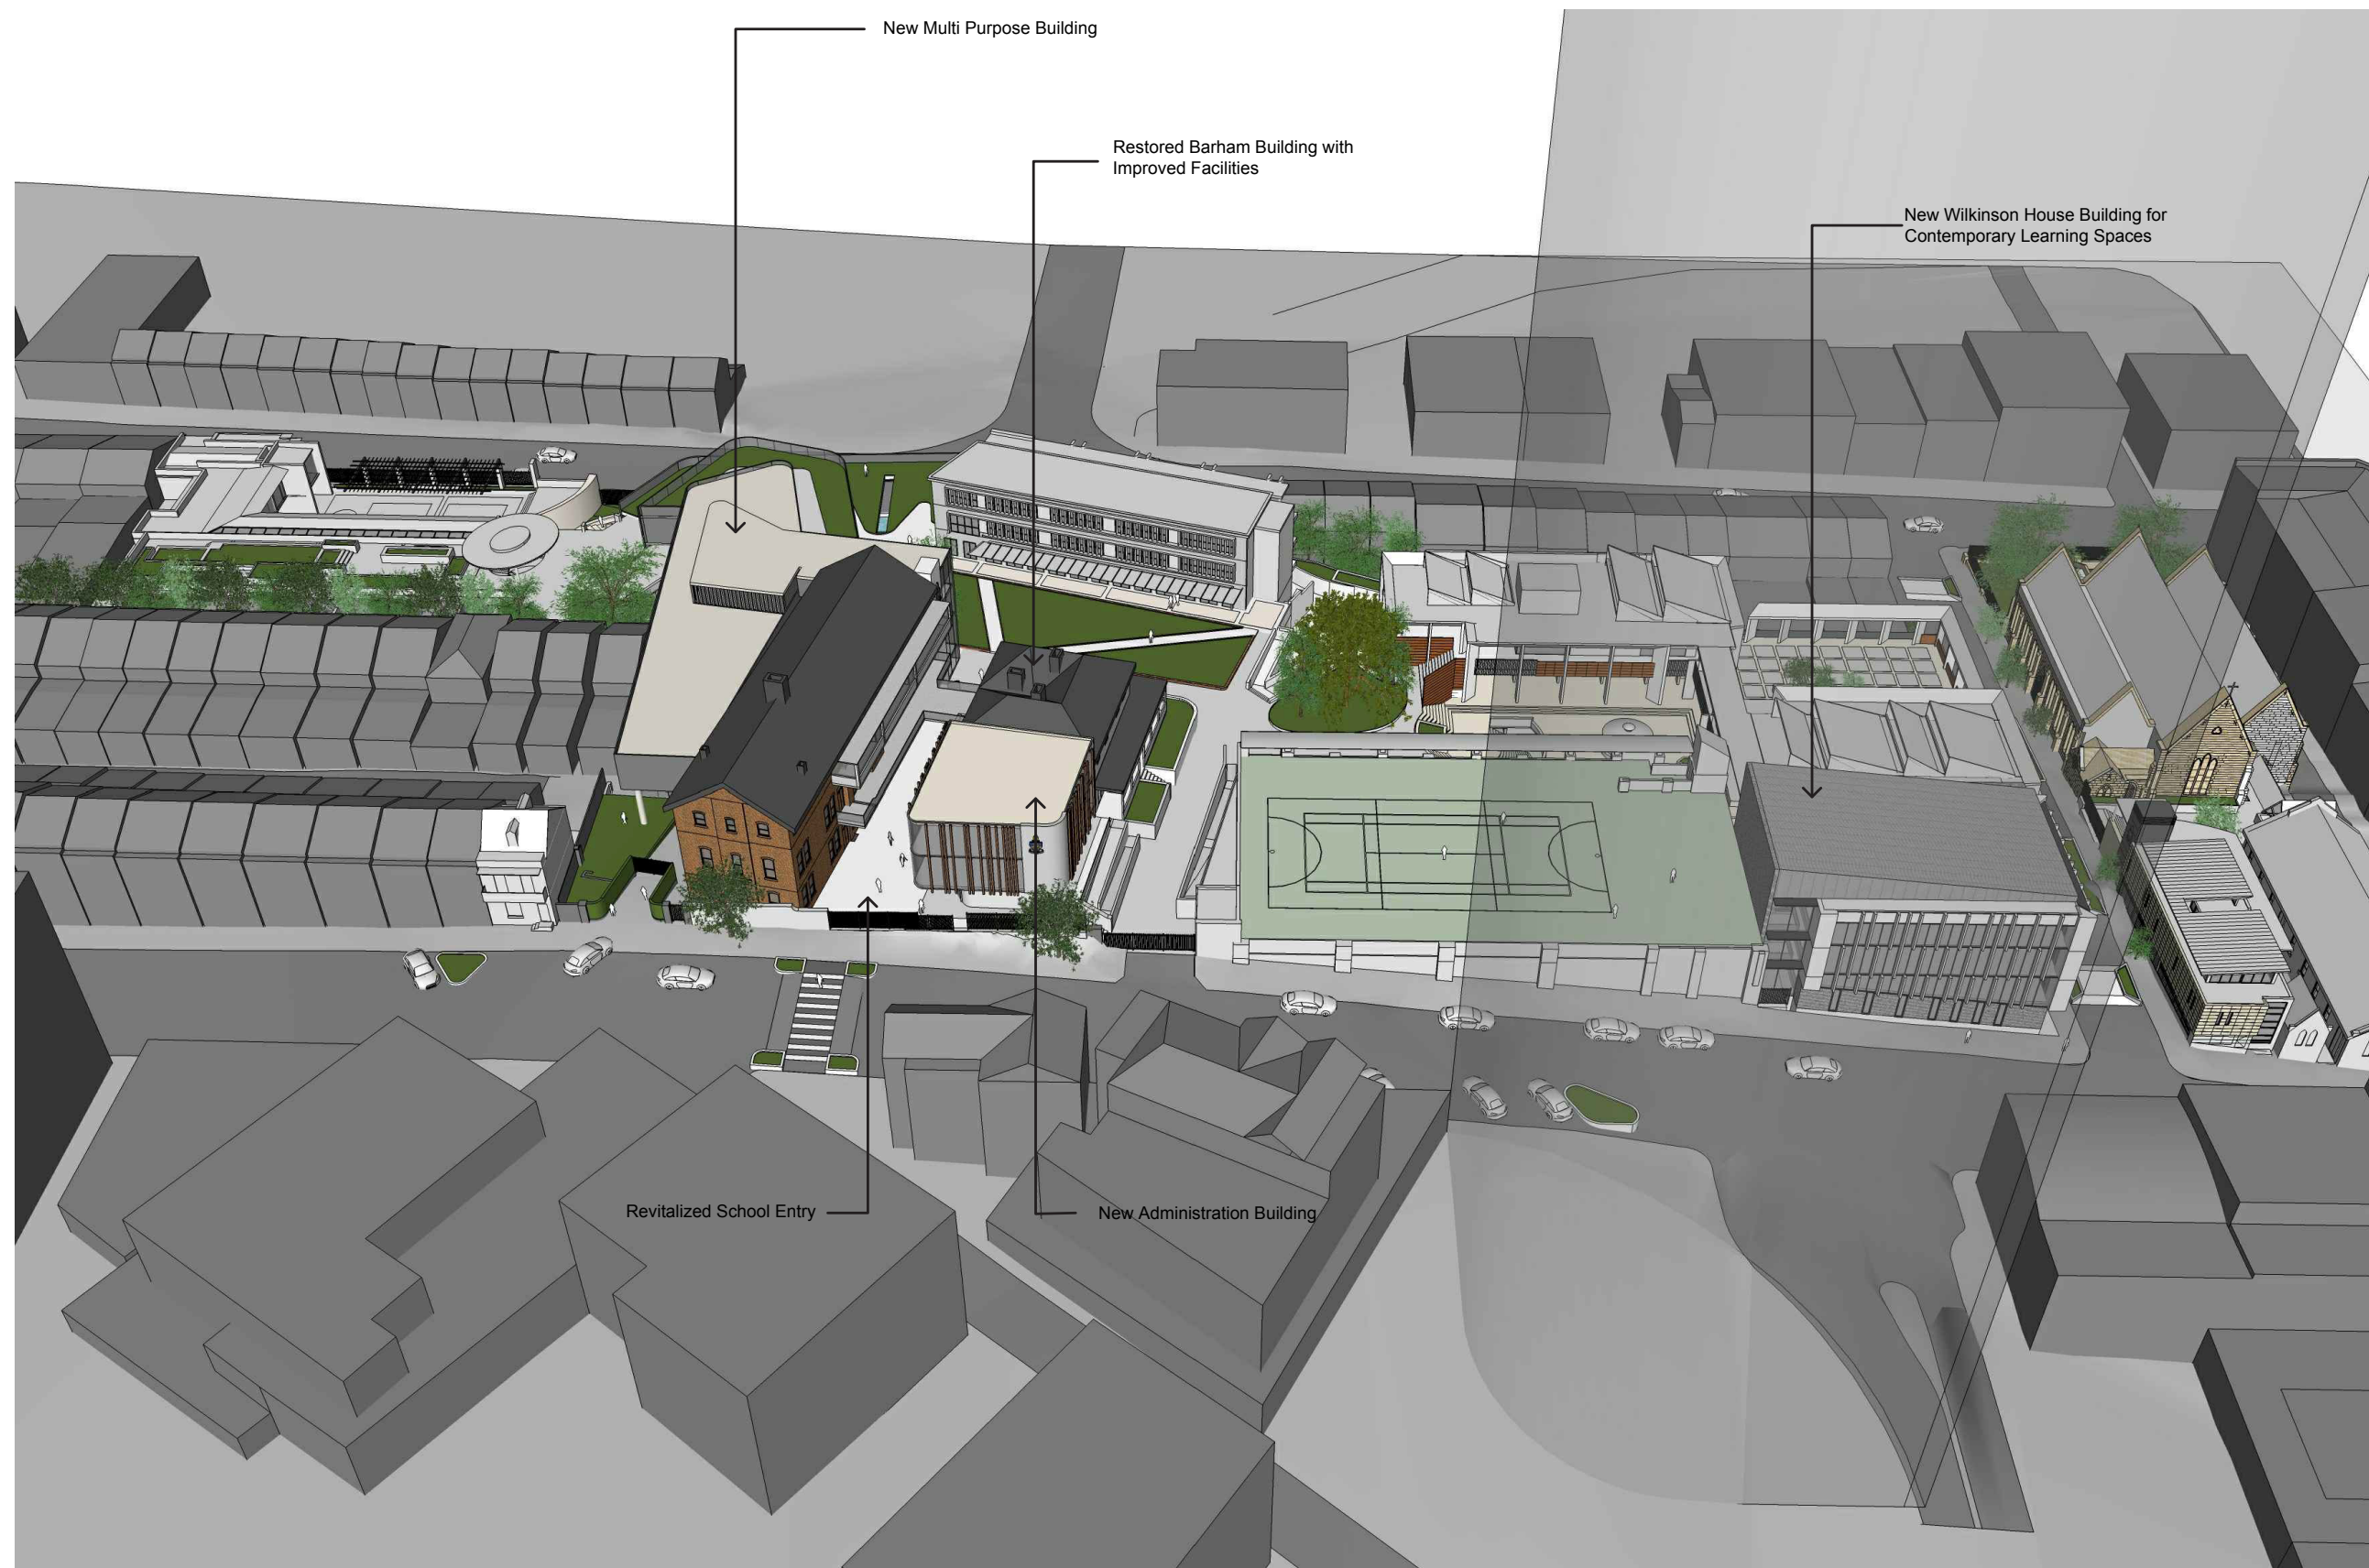 New Multi Purpose Building
Restored Barham Building with
Improved Facilities
New Wilkinson House Building for
Contemporary Learning Spaces
Revitalized School Entry
New Administration Building